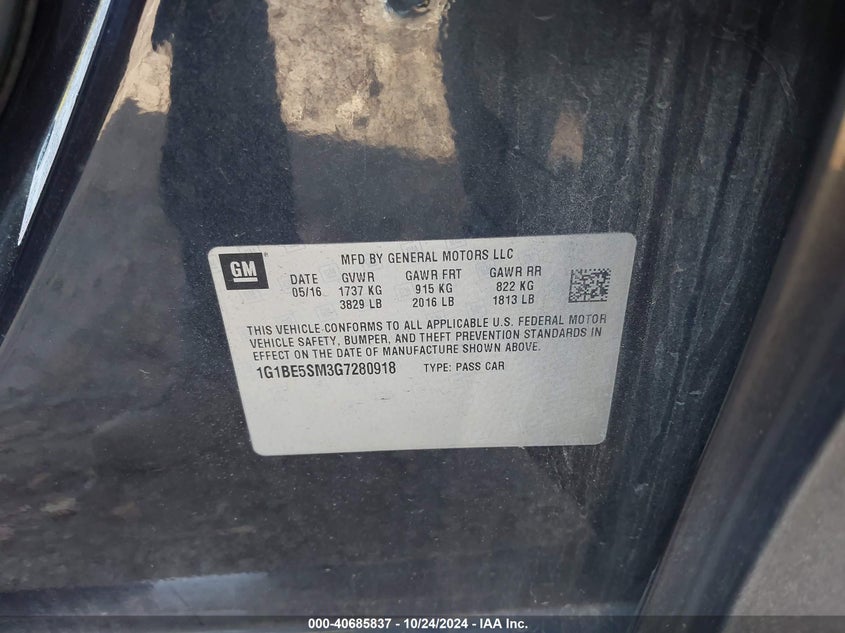 GM
MFD BY GENERAL MOTORS LLC
DATE GVWR GAWR FRT GAWR RR
05/16 1737 KG 915 KG 822 KG
3829 LB 2016 LB 1813 LB
THIS VEHICLE CONFORMS TO ALL APPLICABLE U.S. FEDERAL MOTOR
VEHICLE SAFETY, BUMPER, AND THEFT PREVENTION STANDARDS IN
EFFECT ON THE DATE OF MANUFACTURE SHOWN ABOVE.
1G1BE5SM3G7280918 TYPE: PASS CAR
000-40685837 - 10/24/2024 - IAA Inc.